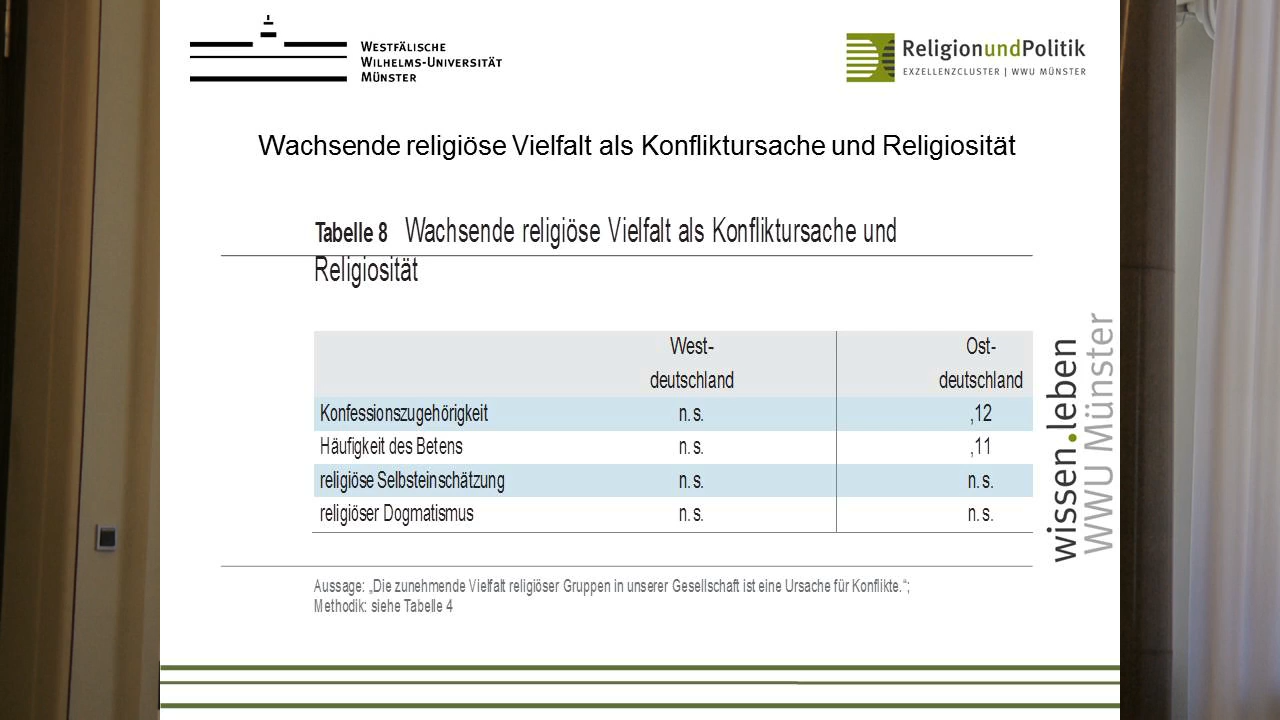 WESTFÄLISCHE
WILHELMS-UNIVERSITÄT
MÜNSTER
ReligionundPolitik
EXZELLENZCLUSTER | WWU MÜNSTER
Wachsende religiöse Vielfalt als Konfliktursache und Religiosität
Tabelle 8 Wachsende religiöse Vielfalt als Konfliktursache und
Religiosität
West- Ost-
deutschland deutschland
Konfessionszugehörigkeit n. s. ,12
Häufigkeit des Betens n. s. ,11
religiöse Selbsteinschätzung n. s. n. s.
religiöser Dogmatismus n. s. n. s.
Aussage: „Die zunehmende Vielfalt religiöser Gruppen in unserer Gesellschaft ist eine Ursache für Konflikte.“;
Methodik: siehe Tabelle 4
wissen.leben
WWU Münster